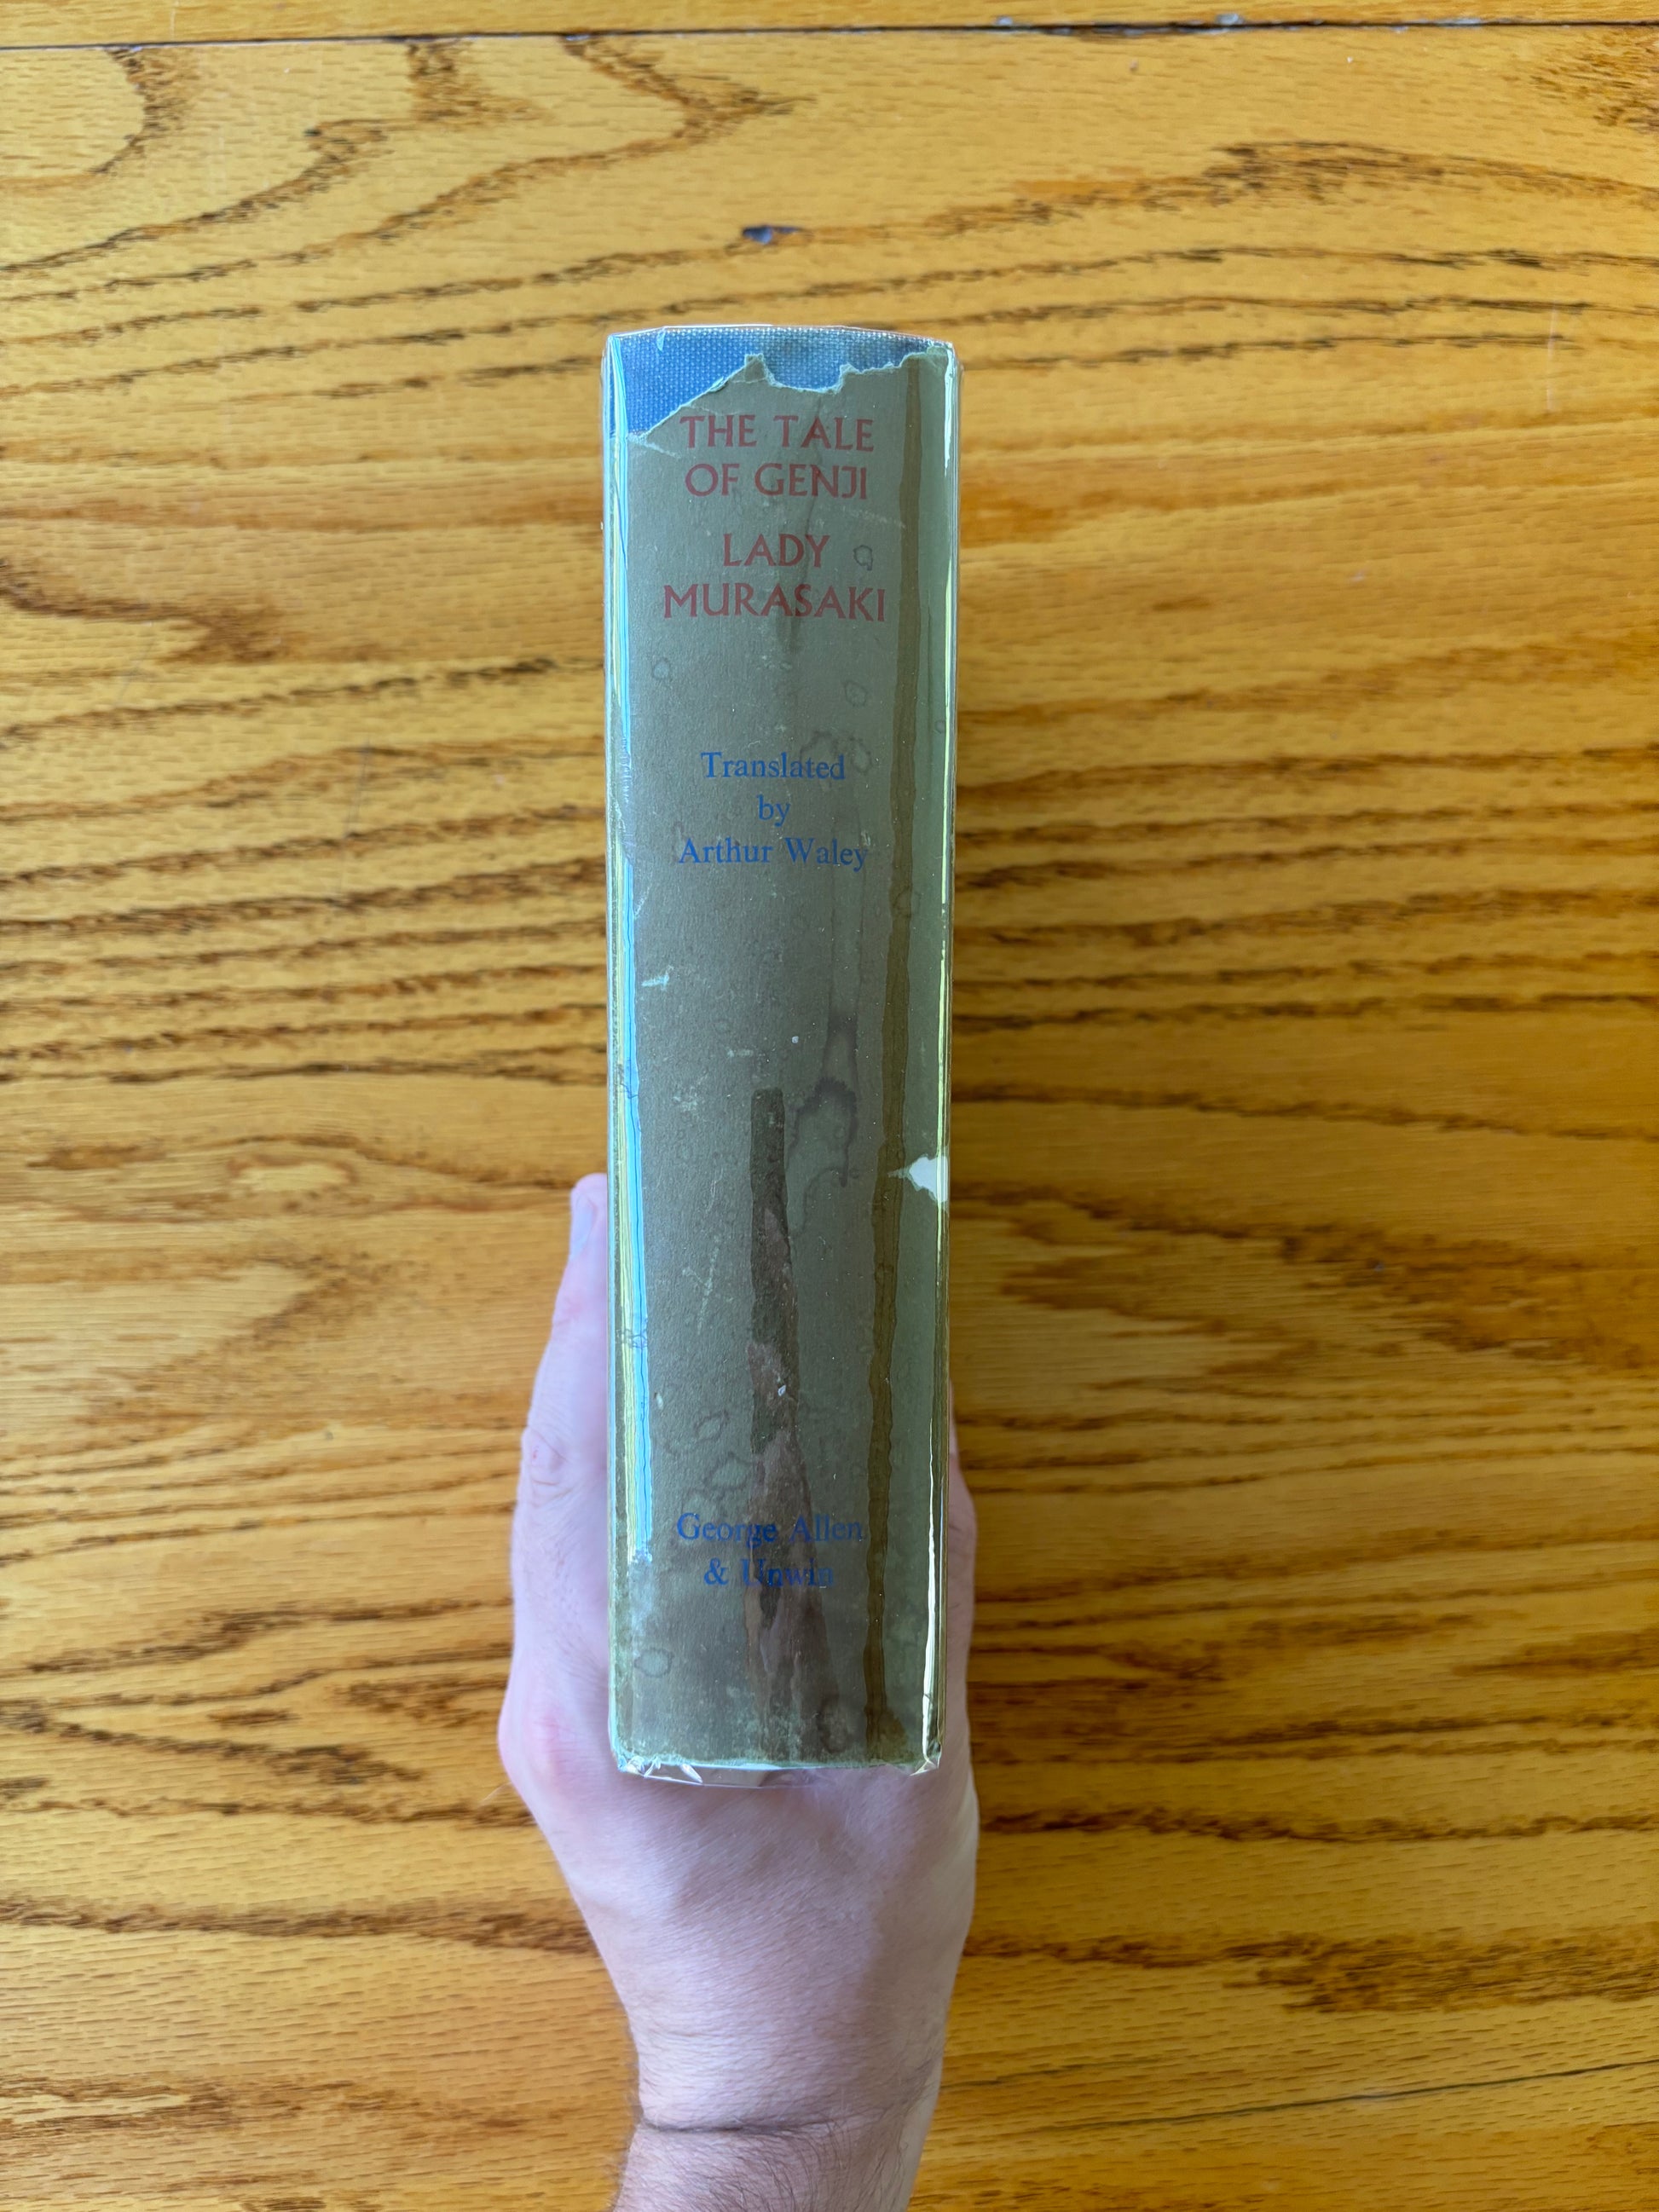 THE TALE
OF GENJI
LADY
MURASAKI
Translated
by
Arthur Waley
George Allen
& Unwin